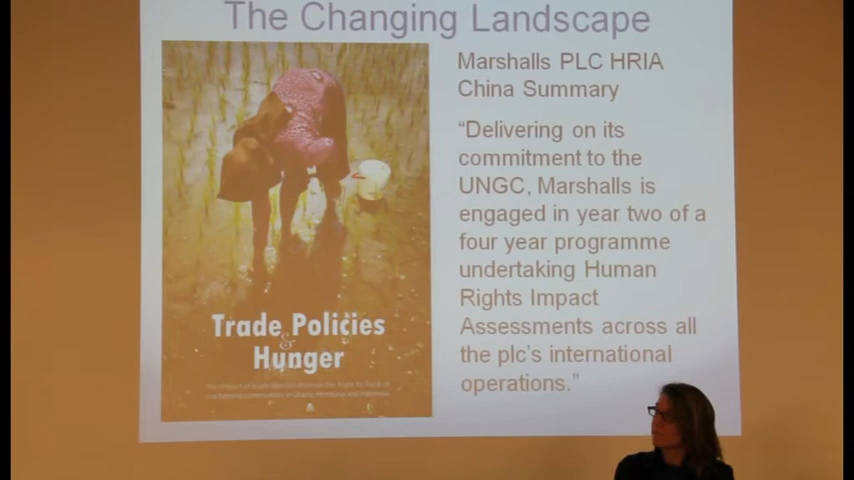 The Changing Landscape
Marshalls PLC HRIA
China Summary
“Delivering on its
commitment to the
UNGC, Marshalls is
engaged in year two of a
four year programme
undertaking Human
Rights Impact
Assessments across all
the plc's international
operations.”
Trade Policies
&
Hunger